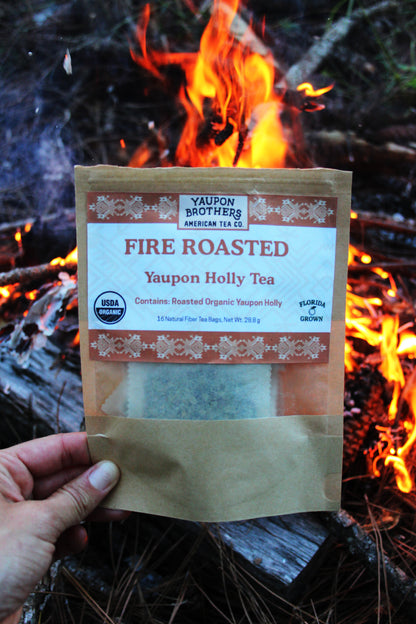 YAUPON
BROTHERS
AMERICAN TEA CO.
FIRE ROASTED
Yaupon Holly Tea
Contains: Roasted Organic Yaupon Holly
USDA
ORGANIC
FLORIDA
GROWN
16 Natural Fiber Tea Bags, Net Wt. 28.8 g